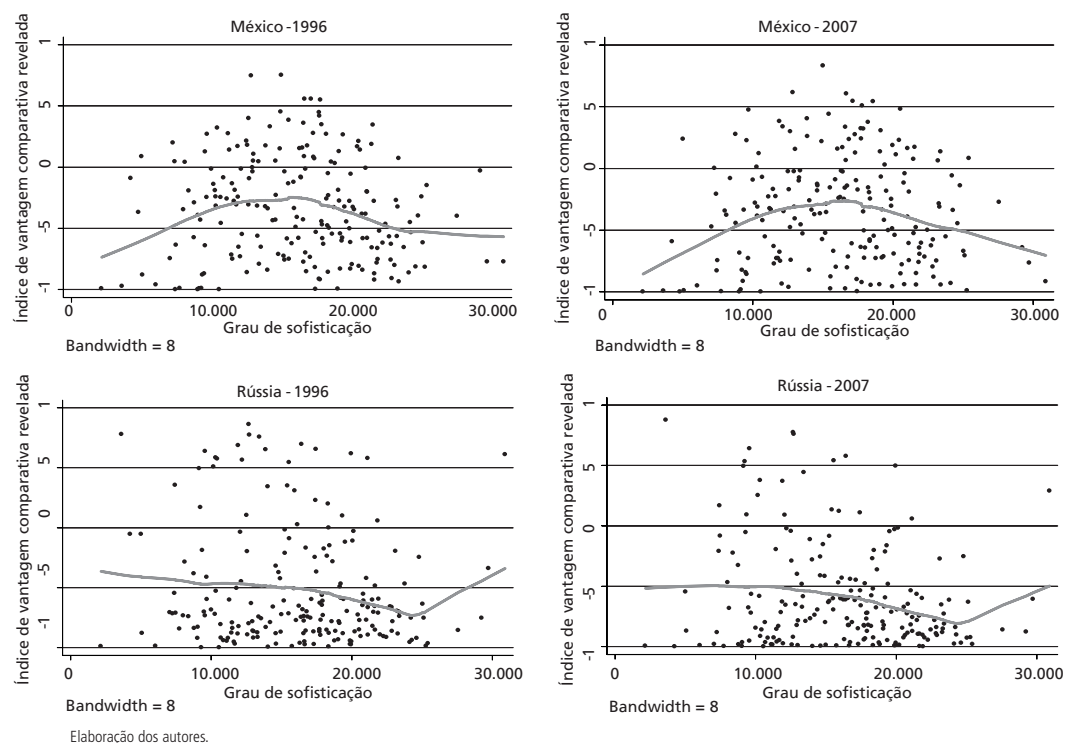 México - 1996
Índice de vantagem comparativa revelada
1
5
0
-5
-1
0
10.000
20.000
30.000
Grau de sofisticação
Bandwidth = 8
México - 2007
Índice de vantagem comparativa revelada
1
5
0
-5
-1
0
10.000
20.000
30.000
Grau de sofisticação
Bandwidth = 8
Rússia - 1996
Índice de vantagem comparativa revelada
1
5
0
-5
-1
0
10.000
20.000
30.000
Grau de sofisticação
Bandwidth = 8
Rússia - 2007
Índice de vantagem comparativa revelada
1
5
0
-5
-1
0
10.000
20.000
30.000
Grau de sofisticação
Bandwidth = 8
Elaboração dos autores.